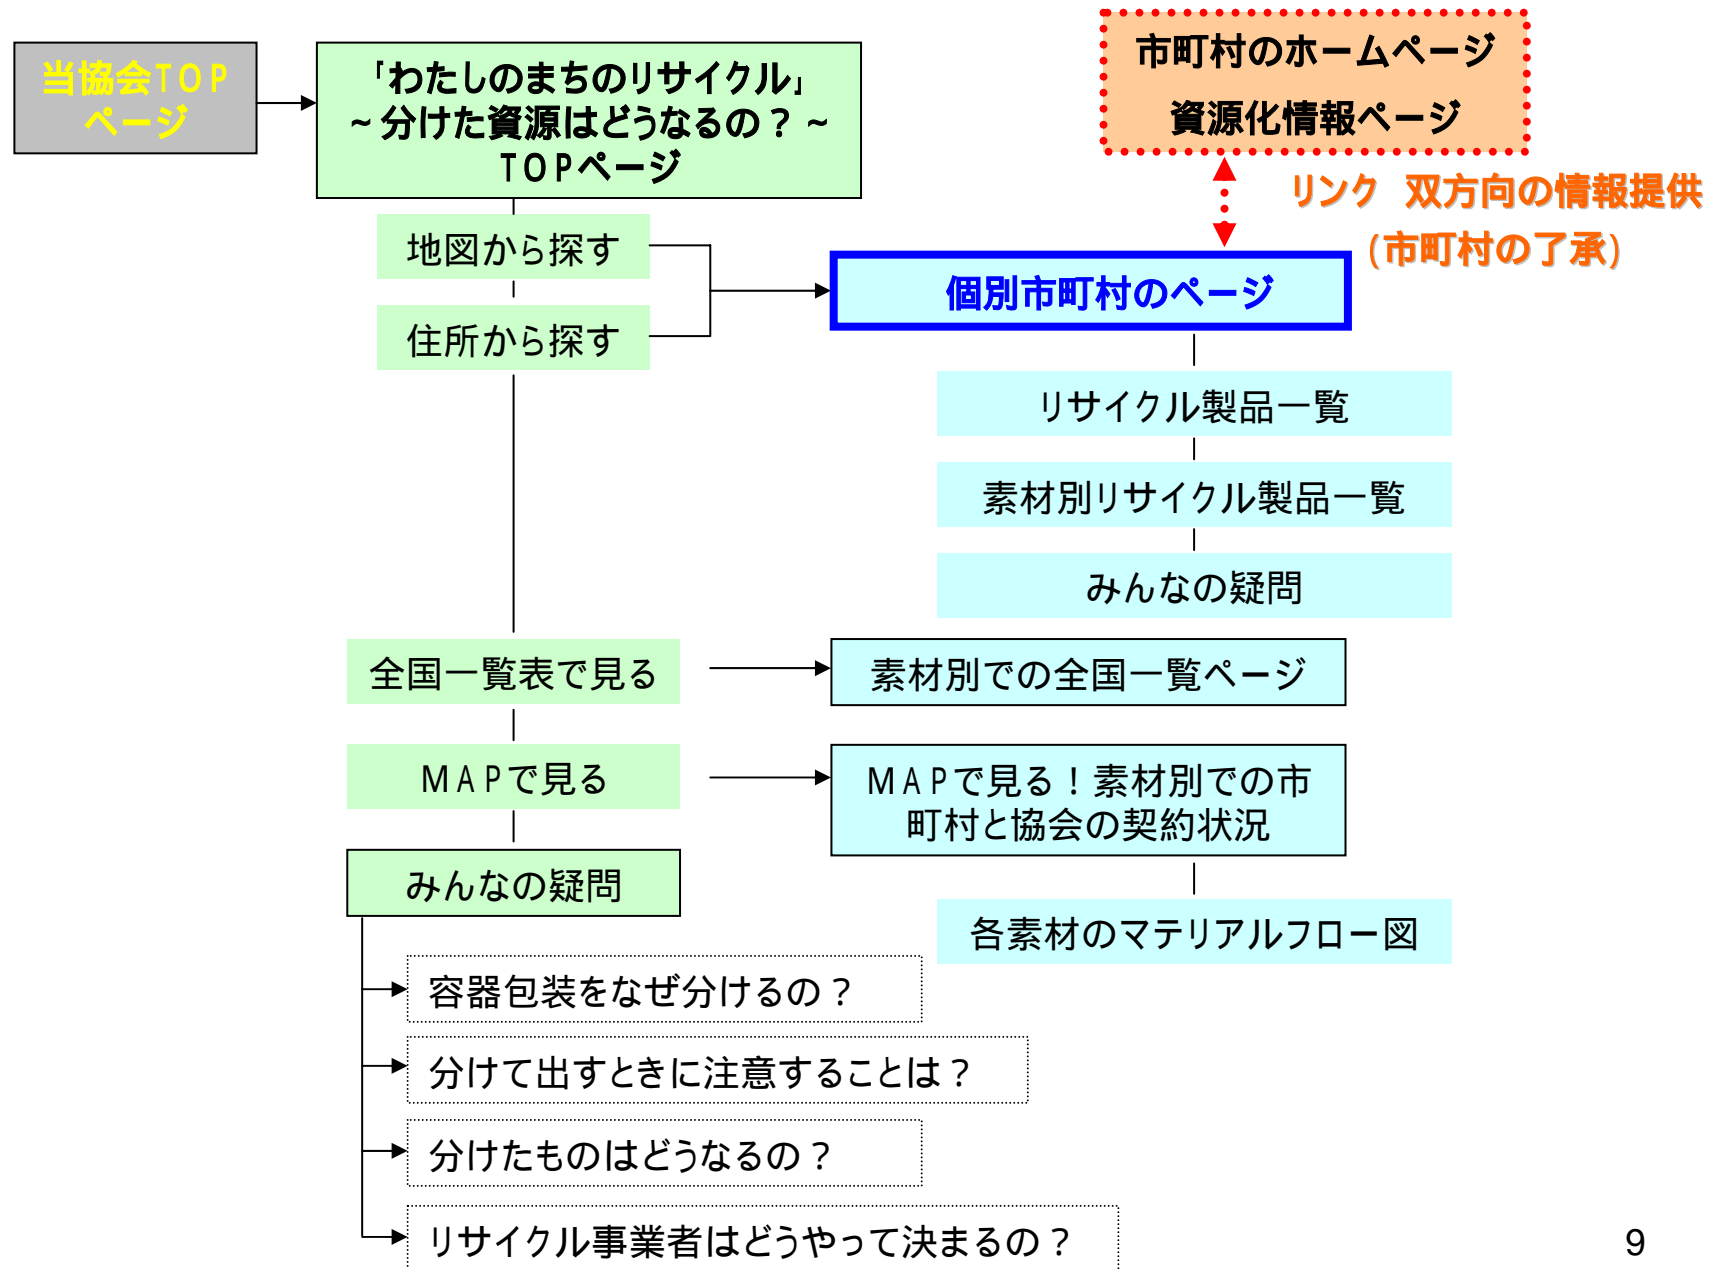 当協会TOP
ページ
「わたしのまちのリサイクル」
~分けた資源はどうなるの?~
TOPページ
市町村のホームページ
資源化情報ページ
リンク 双方向の情報提供
(市町村の了承)
地図から探す
住所から探す
個別市町村のページ
リサイクル製品一覧
素材別リサイクル製品一覧
みんなの疑問
全国一覧表で見る
素材別での全国一覧ページ
MAPで見る
MAPで見る!素材別での市
町村と協会の契約状況
みんなの疑問
各素材のマテリアルフロー図
容器包装をなぜ分けるの?
分けて出すときに注意することは?
分けたものはどうなるの?
リサイクル事業者はどうやって決まるの?
9